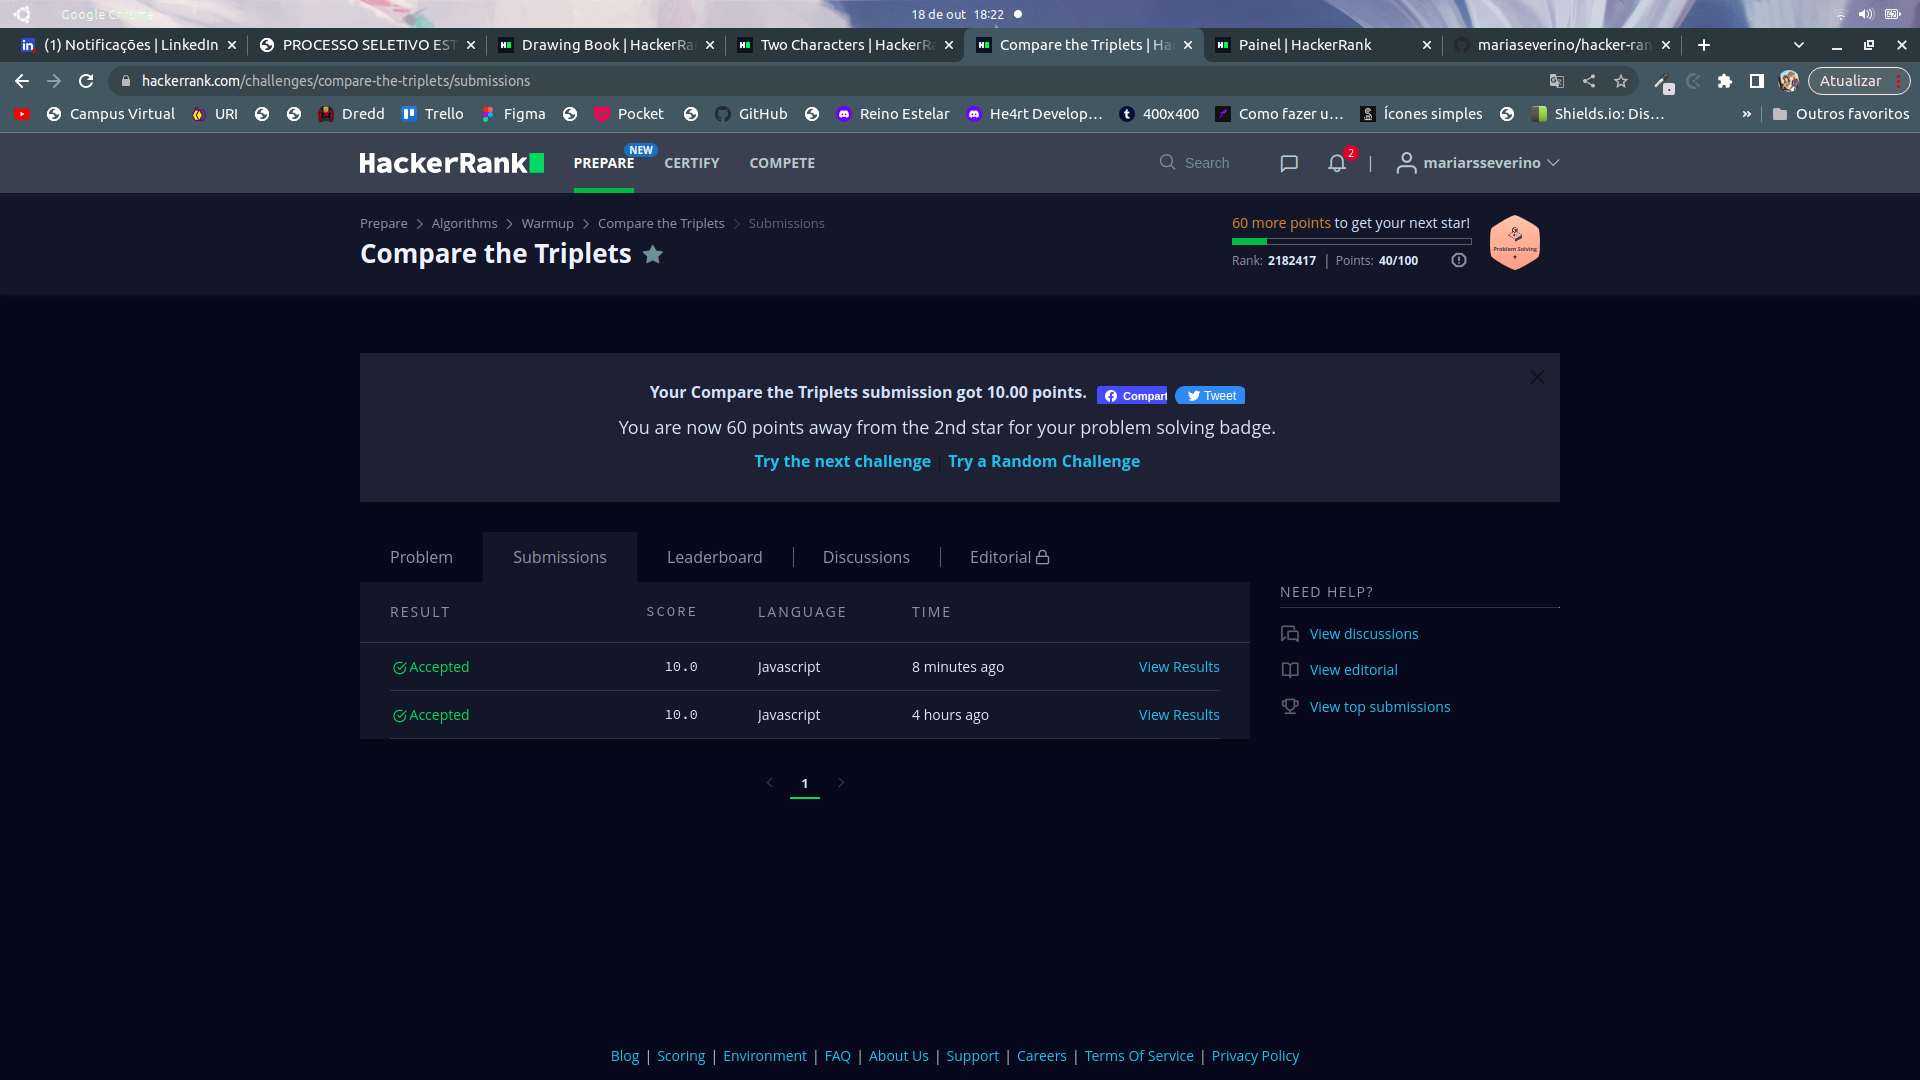 Google Chrome
18 de out 18:22
(1) Notificações | LinkedIn
PROCESSO SELETIVO EST
Drawing Book | HackerRa
Two Characters | HackerRa
Compare the Triplets | Ha
Painel | HackerRank
mariaseverino/hacker-ran
hackerrank.com/challenges/compare-the-triplets/submissions
Atualizar
Campus Virtual URI Dredd Trello Figma Pocket GitHub Reino Estelar He4rt Develop... 400x400 Como fazer u... Ícones simples Shields.io: Dis... » Outros favoritos
HackerRank PREPARE NEW CERTIFY COMPETE Search 2 | mariarsseverino
Prepare > Algorithms > Warmup > Compare the Triplets > Submissions
Compare the Triplets
60 more points to get your next star!
Rank: 2182417 | Points: 40/100
Problem Solving
Your Compare the Triplets submission got 10.00 points. Compart Tweet
You are now 60 points away from the 2nd star for your problem solving badge.
Try the next challenge | Try a Random Challenge
Problem Submissions Leaderboard | Discussions | Editorial
RESULT SCORE LANGUAGE TIME
Accepted 10.0 Javascript 8 minutes ago View Results
Accepted 10.0 Javascript 4 hours ago View Results
1
NEED HELP?
View discussions
View editorial
View top submissions
Blog | Scoring | Environment | FAQ | About Us | Support | Careers | Terms Of Service | Privacy Policy